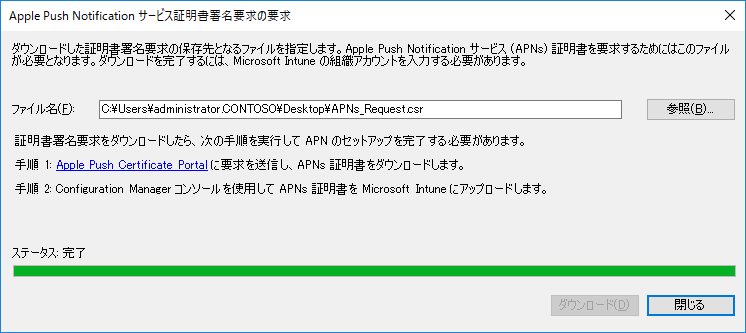 Apple Push Notification サービス証明書署名要求の要求
ダウンロードした証明書署名要求の保存先となるファイルを指定します。Apple Push Notification サービス (APNs) 証明書を要求するためにはこのファイル
が必要となります。ダウンロードを完了するには、Microsoft Intune の組織アカウントを入力する必要があります。
ファイル名(F): C:¥Users¥administrator.CONTOSO¥Desktop¥APNs_Request.csr 参照(B)...
証明書署名要求をダウンロードしたら、次の手順を実行して APN のセットアップを完了する必要があります。
手順 1: Apple Push Certificate Portal に要求を送信し、APNs 証明書をダウンロードします。
手順 2: Configuration Manager コンソールを使用して APNs 証明書を Microsoft Intune にアップロードします。
ステータス: 完了
ダウンロード(D) 閉じる